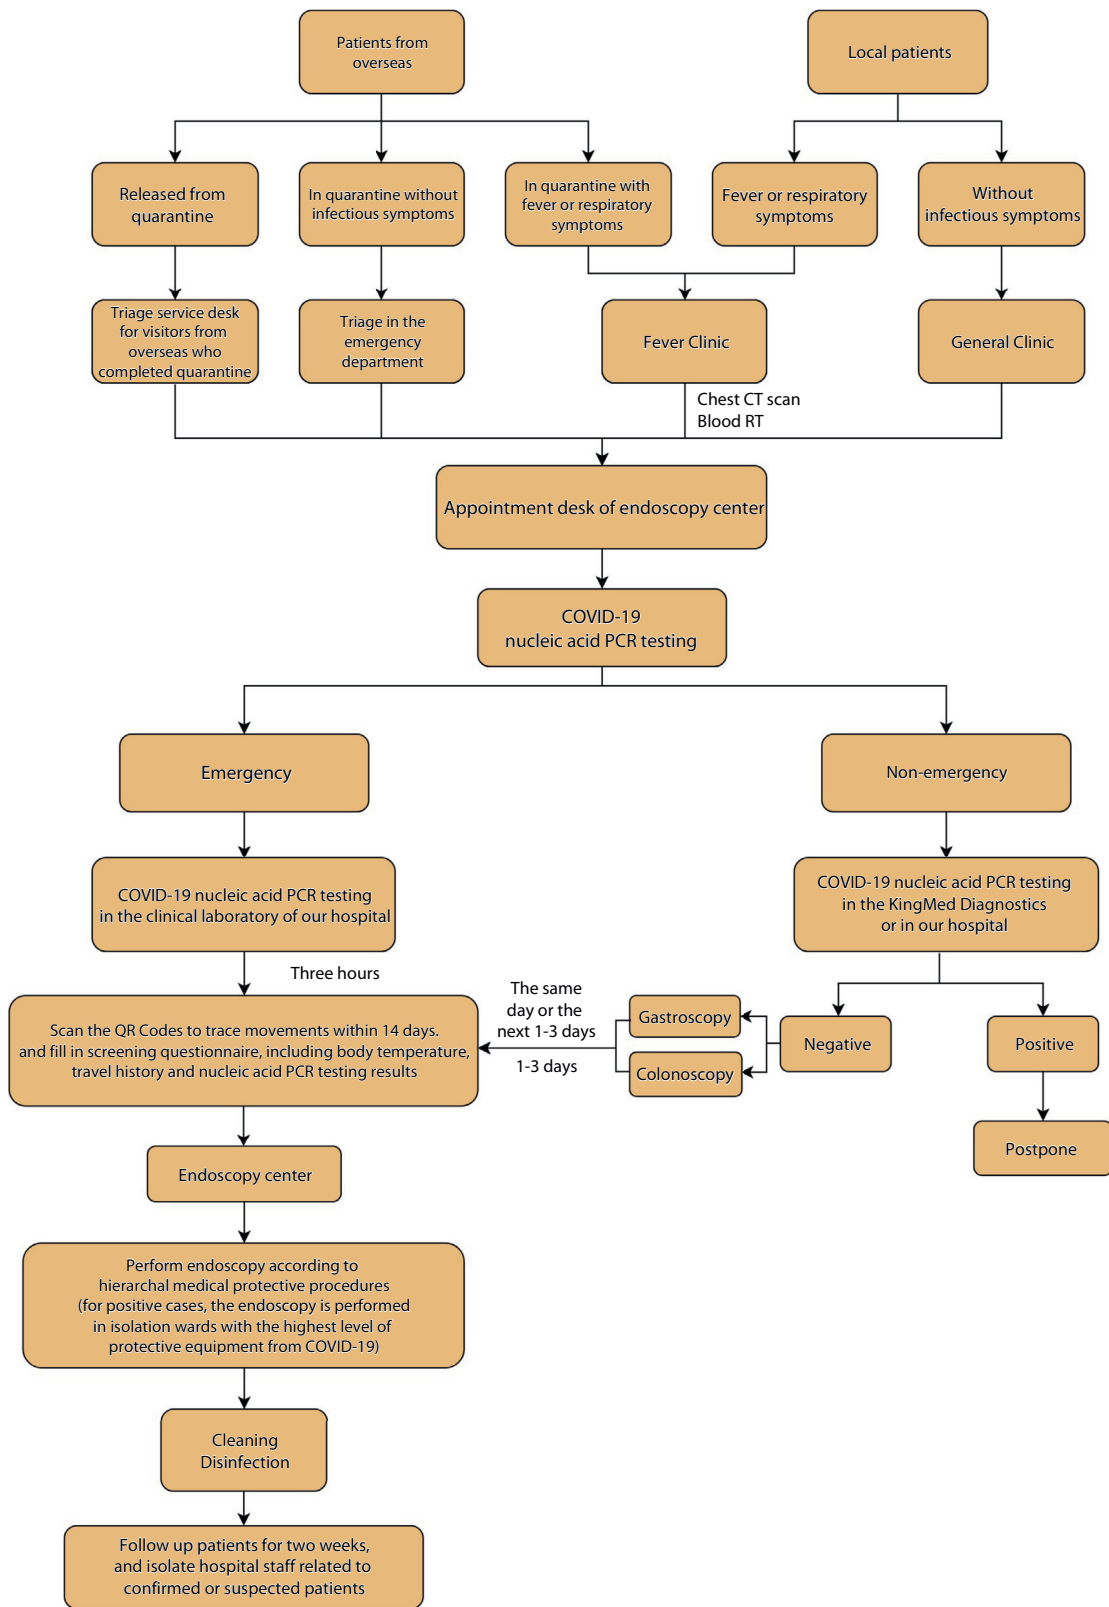 Patients from
overseas
Local patients
Released from
quarantine
In quarantine without
infectious symptoms
In quarantine with
fever or respiratory
symptoms
Fever or respiratory
symptoms
Without
infectious symptoms
Triage service desk
for visitors from
overseas who
completed quarantine
Triage in the
emergency
department
Fever Clinic
General Clinic
Chest CT scan
Blood RT
Appointment desk of endoscopy center
COVID-19
nucleic acid PCR testing
Emergency
Non-emergency
COVID-19 nucleic acid PCR testing
in the clinical laboratory of our hospital
COVID-19 nucleic acid PCR testing
in the KingMed Diagnostics
or in our hospital
Three hours
Scan the QR Codes to trace movements within 14 days.
and fill in screening questionnaire, including body temperature,
travel history and nucleic acid PCR testing results
The same
day or the
next 1-3 days
1-3 days
Gastroscopy
Colonoscopy
Negative
Positive
Postpone
Endoscopy center
Perform endoscopy according to
hierarchal medical protective procedures
(for positive cases, the endoscopy is performed
in isolation wards with the highest level of
protective equipment from COVID-19)
Cleaning
Disinfection
Follow up patients for two weeks,
and isolate hospital staff related to
confirmed or suspected patients